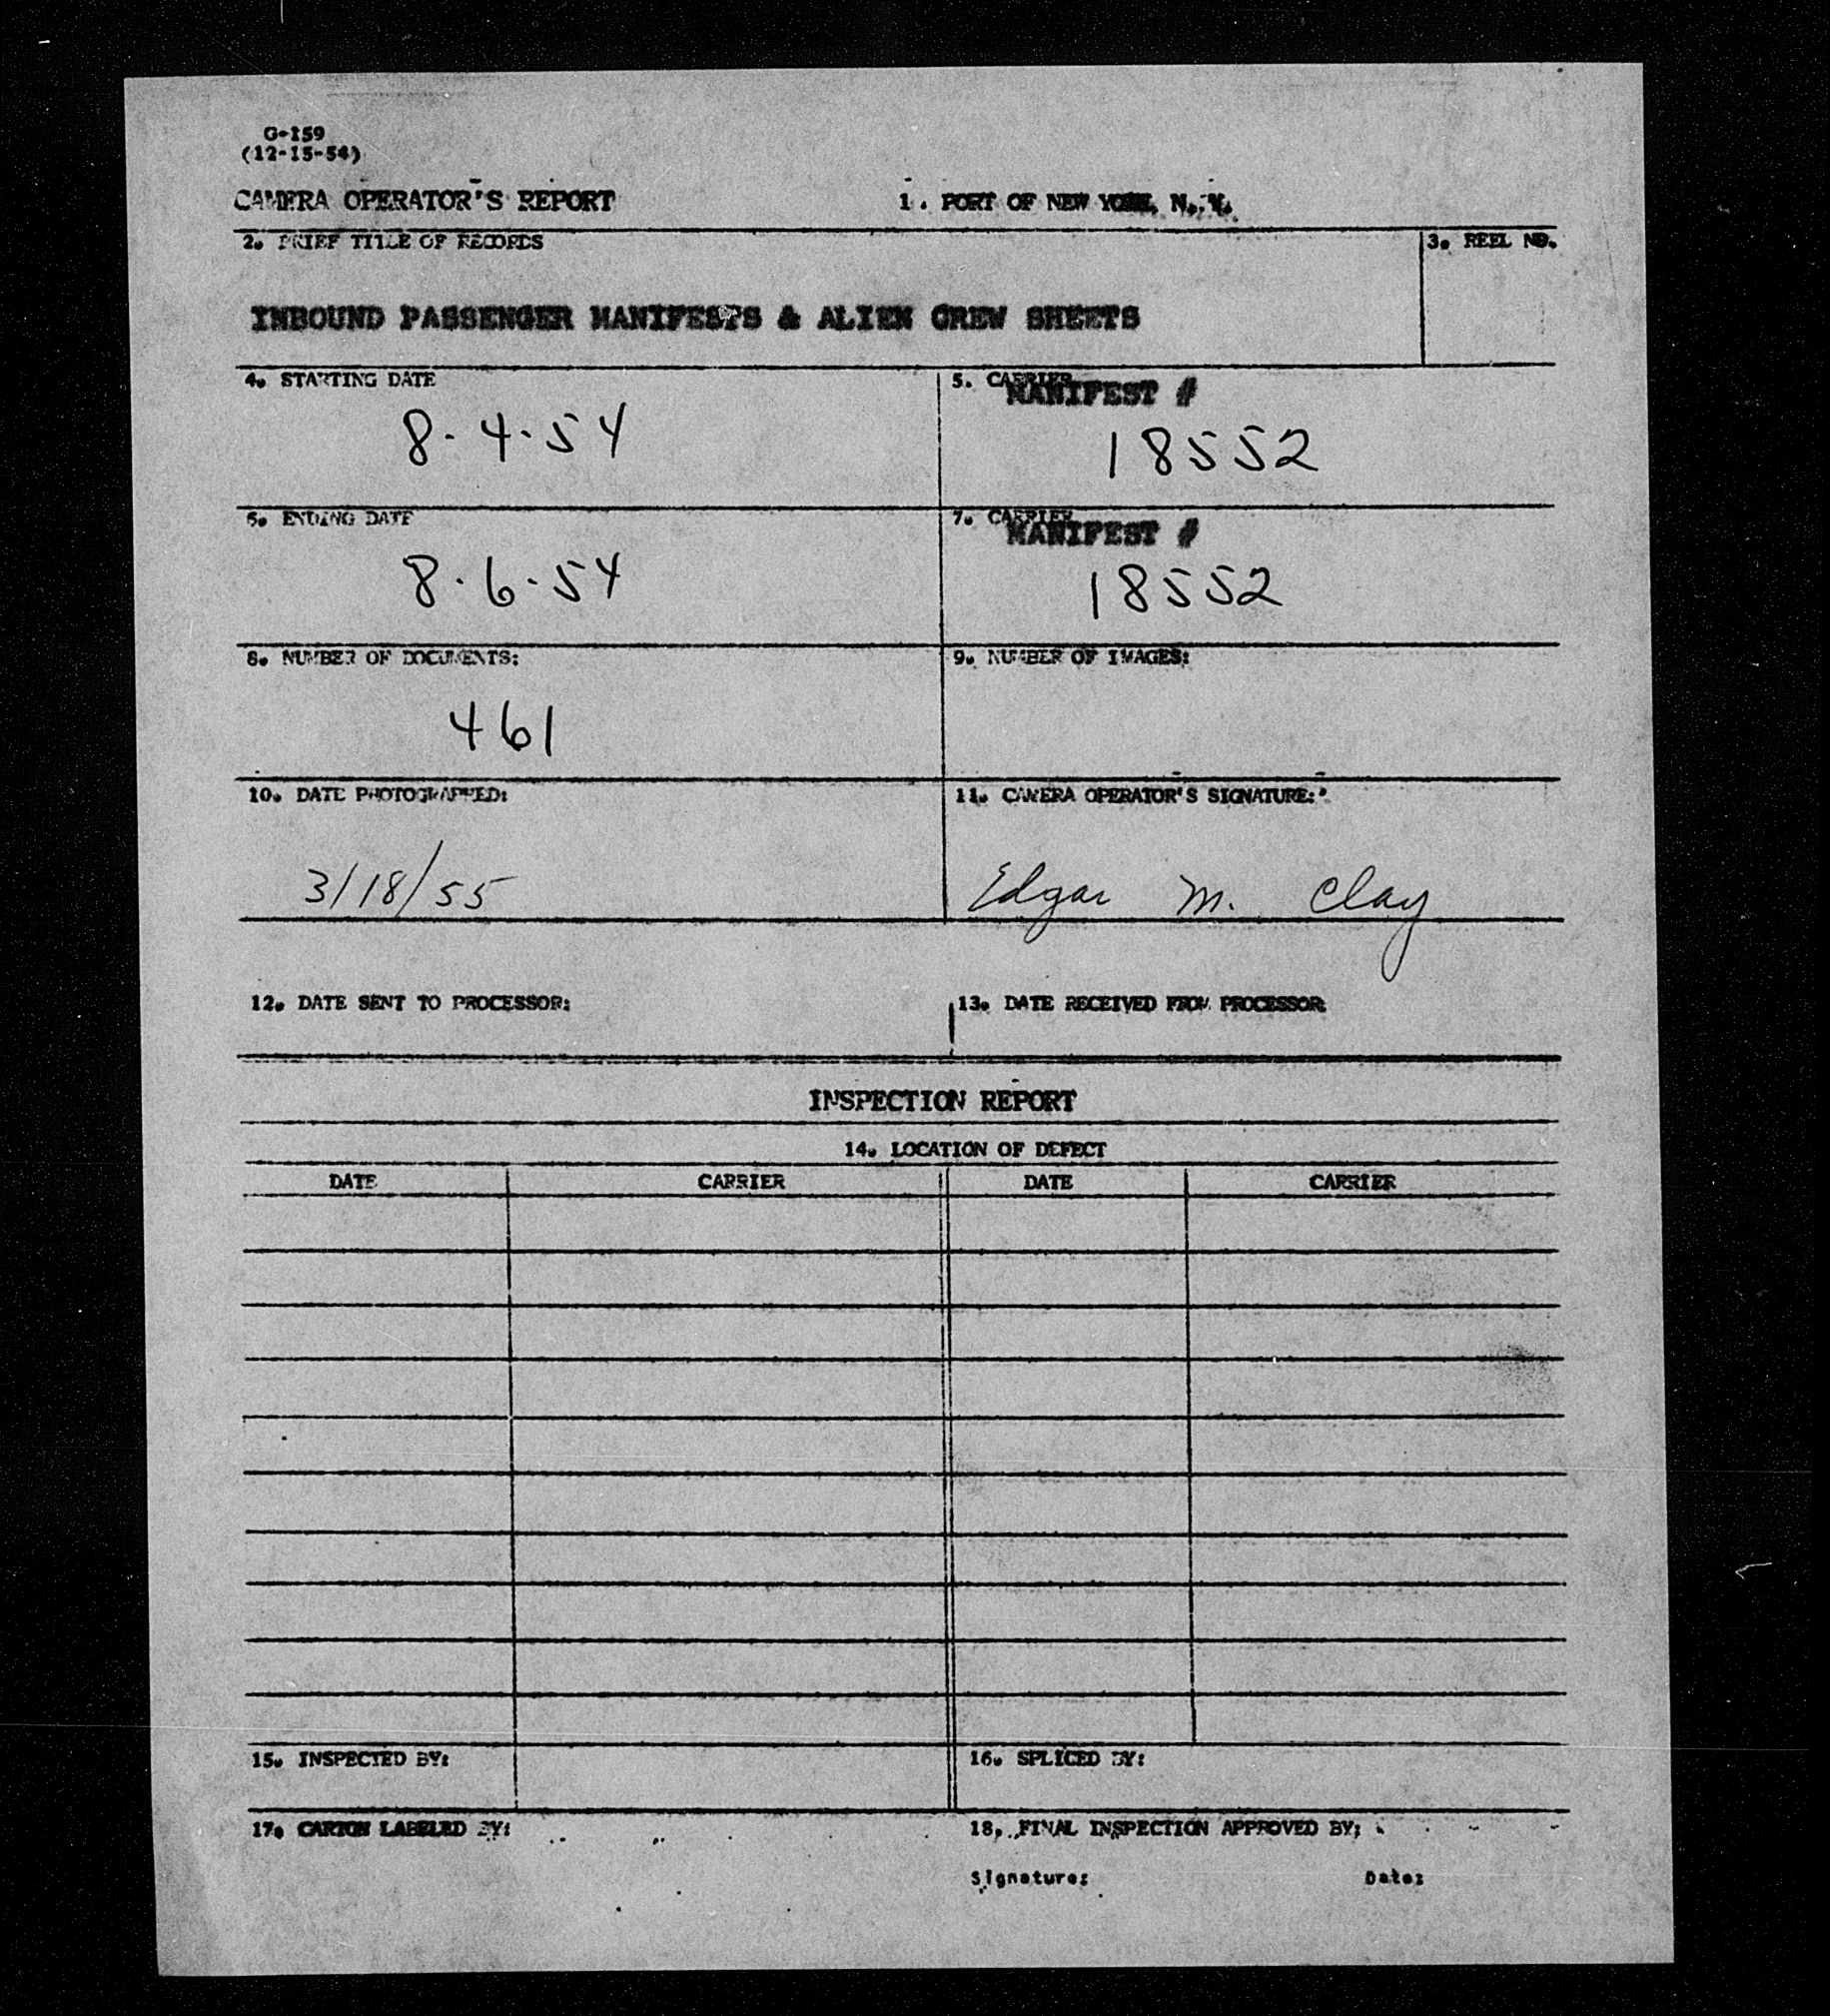 G-159
(12-15-54)
CAMERA OPERATOR'S REPORT 1. PORT OF NEW YORK, N.Y.
2. BRIEF TITLE OF RECORDS 3. REEL NO.
INBOUND PASSENGER MANIFESTS & ALIEN CREW SHEETS
4. STARTING DATE 5. CARRIER
MANIFEST #
8-4-54 18552
6. ENDING DATE 7. CARRIER
MANIFEST #
8-6-54 18552
8. NUMBER OF DOCUMENTS: 9. NUMBER OF IMAGES:
461
10. DATE PHOTOGRAPHED: 11. CAMERA OPERATOR'S SIGNATURE:
3/18/55 Edgar M. Clay
12. DATE SENT TO PROCESSOR: 13. DATE RECEIVED FROM PROCESSOR
INSPECTION REPORT
14. LOCATION OF DEFECT
DATE CARRIER DATE CARRIER
15. INSPECTED BY: 16. SPLICED BY:
17. CARTON LABELED BY: 18. FINAL INSPECTION APPROVED BY:
Signature: Date: